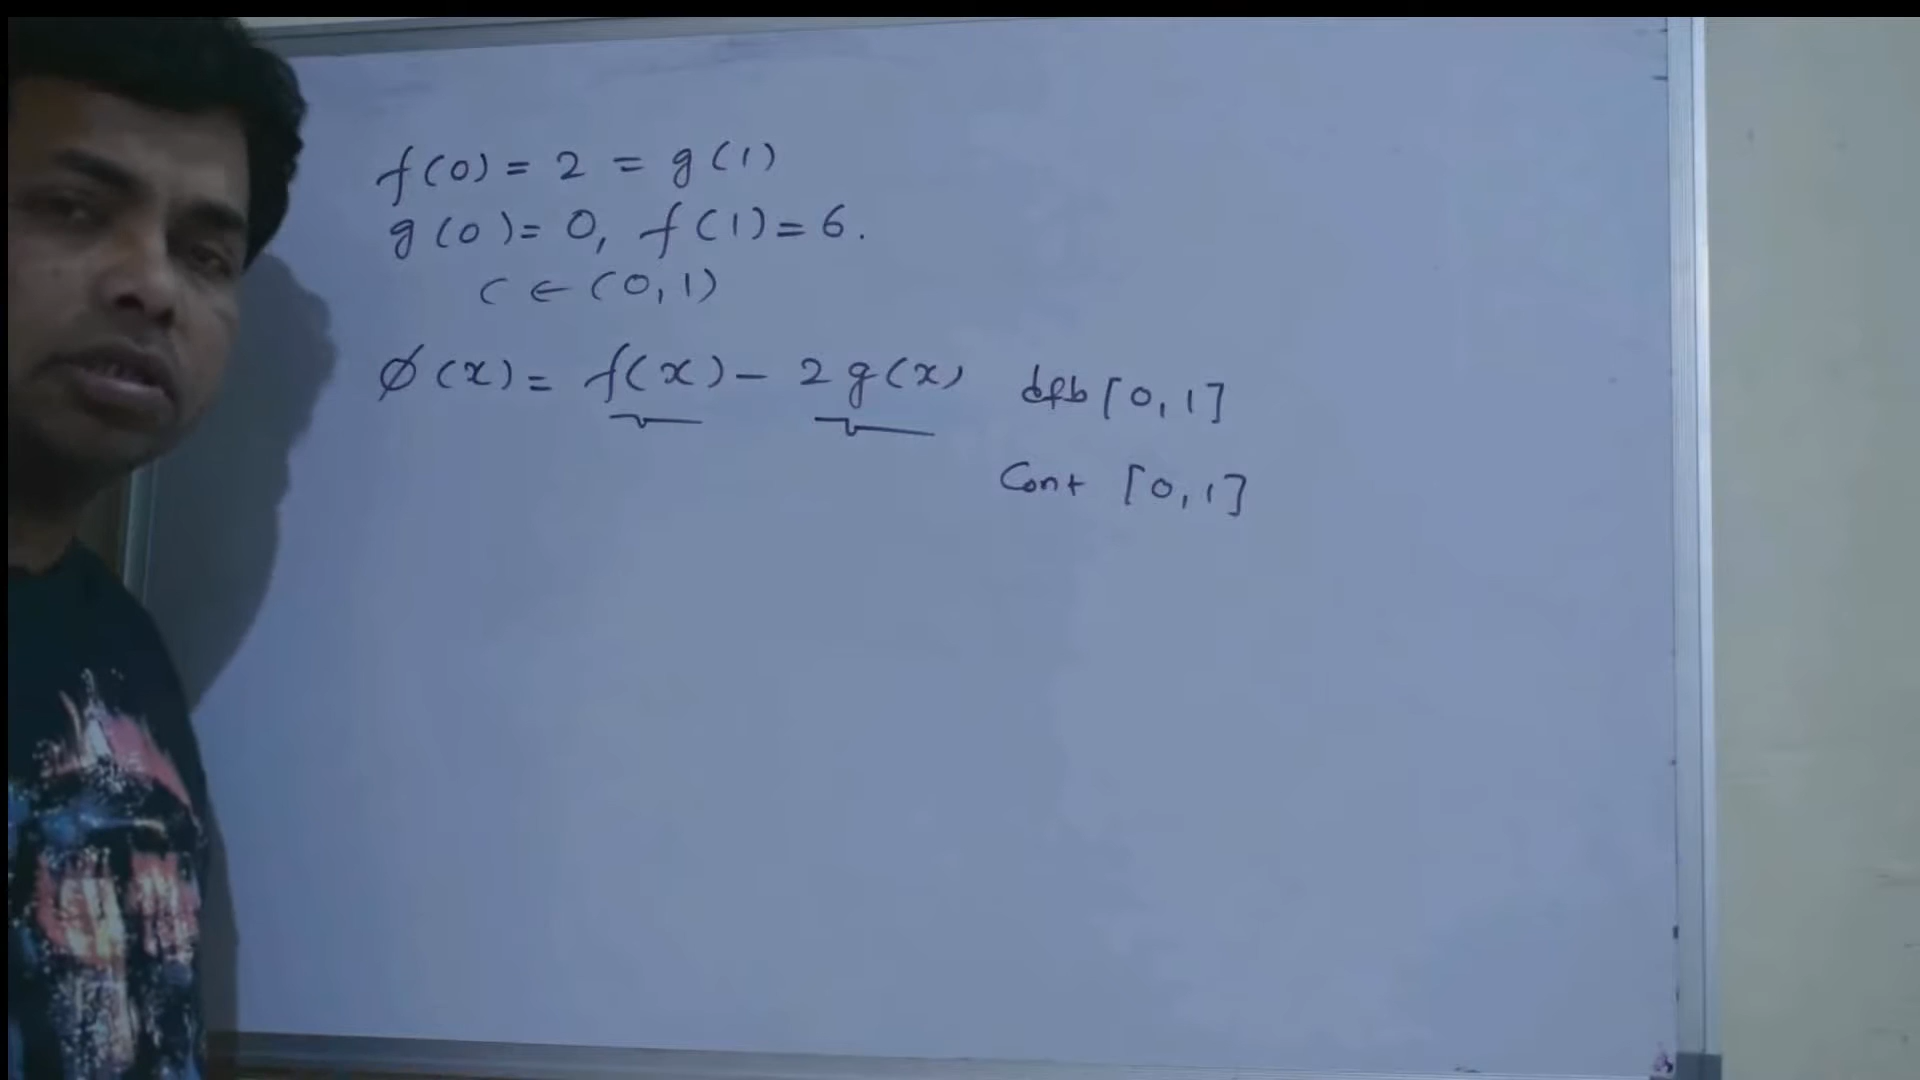 f(0) = 2 = g(1)
g(0) = 0, f(1) = 6.
c ∈ (0,1)
ϕ(x) = f(x) - 2g(x) dfb [0,1]
Cont [0,1]